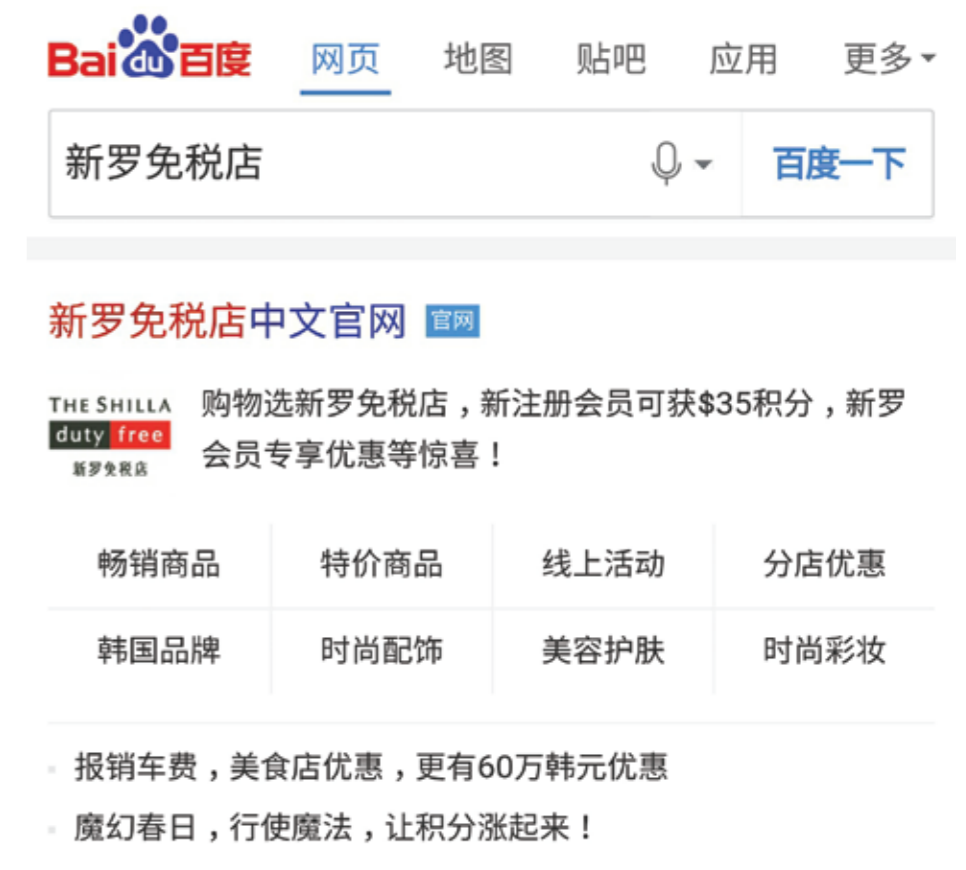 Bai du 百度 网页 地图 贴吧 应用 更多
新罗免税店 百度一下
新罗免税店中文官网 官网
THE SHILLA
duty free
新罗免税店
购物选新罗免税店，新注册会员可获$35积分，新罗
会员专享优惠等惊喜！
畅销商品 特价商品 线上活动 分店优惠
韩国品牌 时尚配饰 美容护肤 时尚彩妆
报销车费，美食店优惠，更有60万韩元优惠
魔幻春日，行使魔法，让积分涨起来！